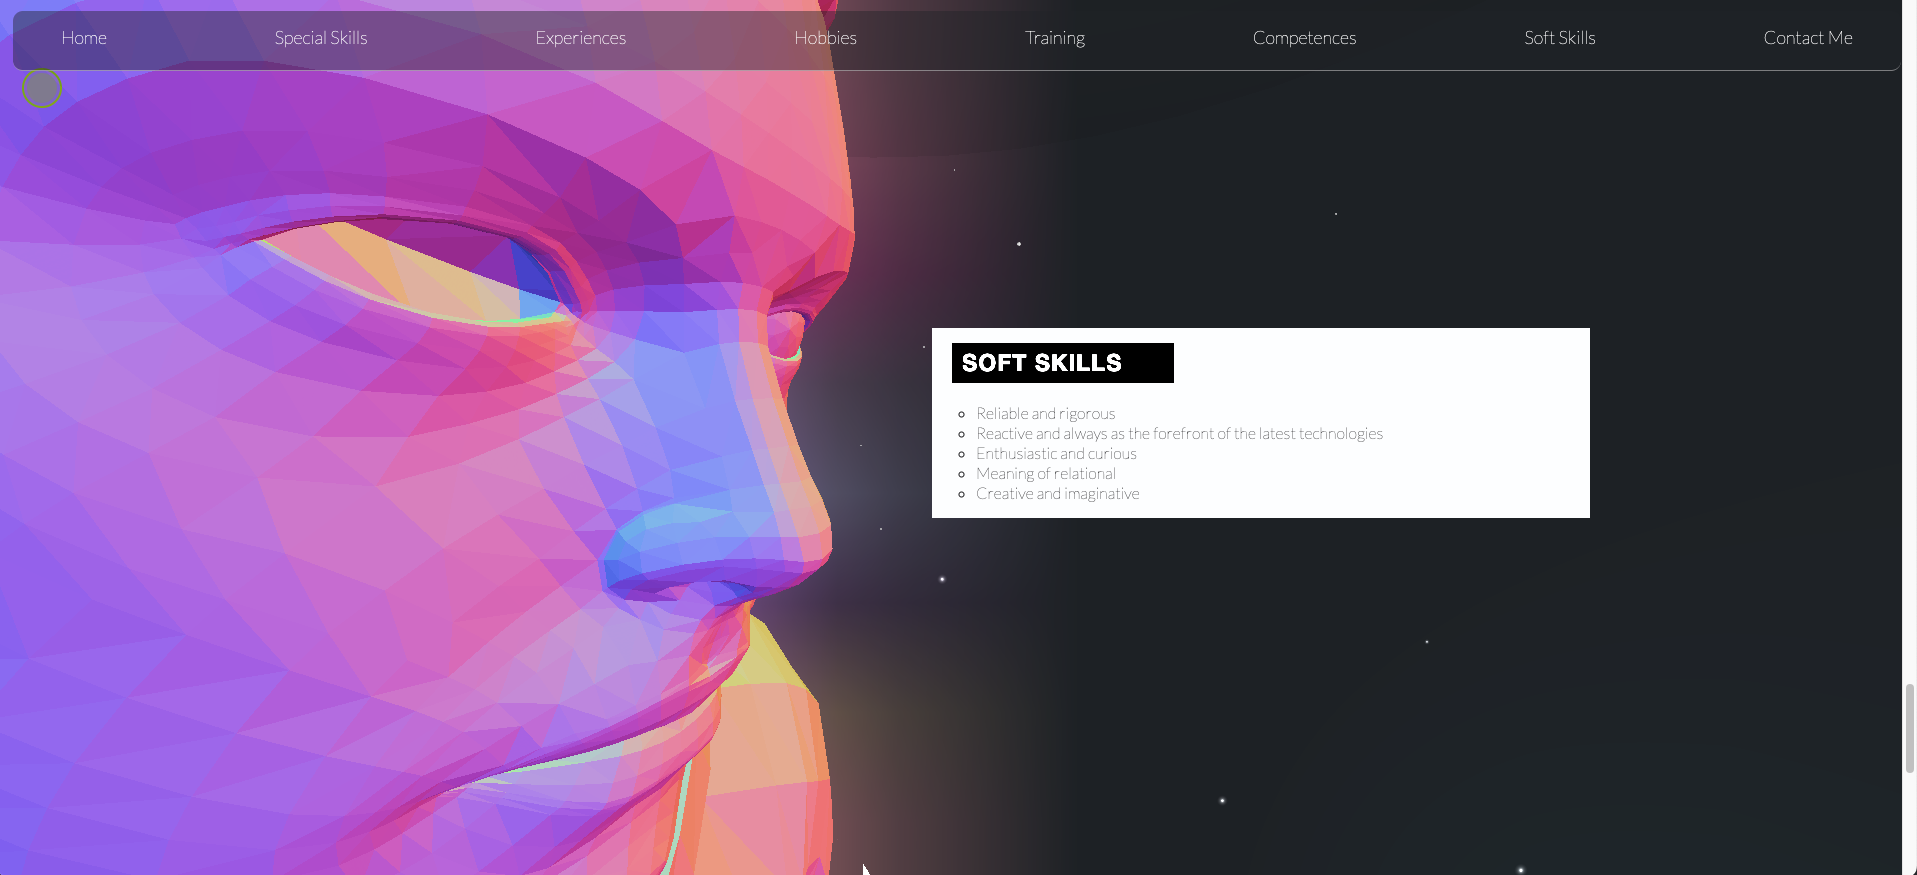 Home Special Skills Experiences Hobbies Training Competences Soft Skills Contact Me
SOFT SKILLS
Reliable and rigorous
Reactive and always as the forefront of the latest technologies
Enthusiastic and curious
Meaning of relational
Creative and imaginative